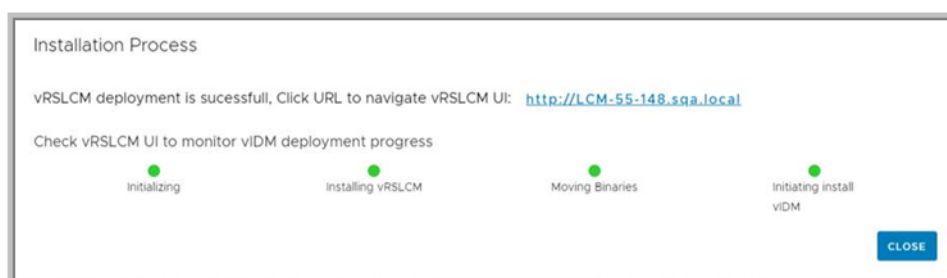 Installation Process
vRSLCM deployment is sucessfull, Click URL to navigate vRSLCM UI: http://LCM-55-148.sqa.local
Check vRSLCM UI to monitor vIDM deployment progress
Initializing
Installing vRSLCM
Moving Binaries
Initiating install
vIDM
CLOSE